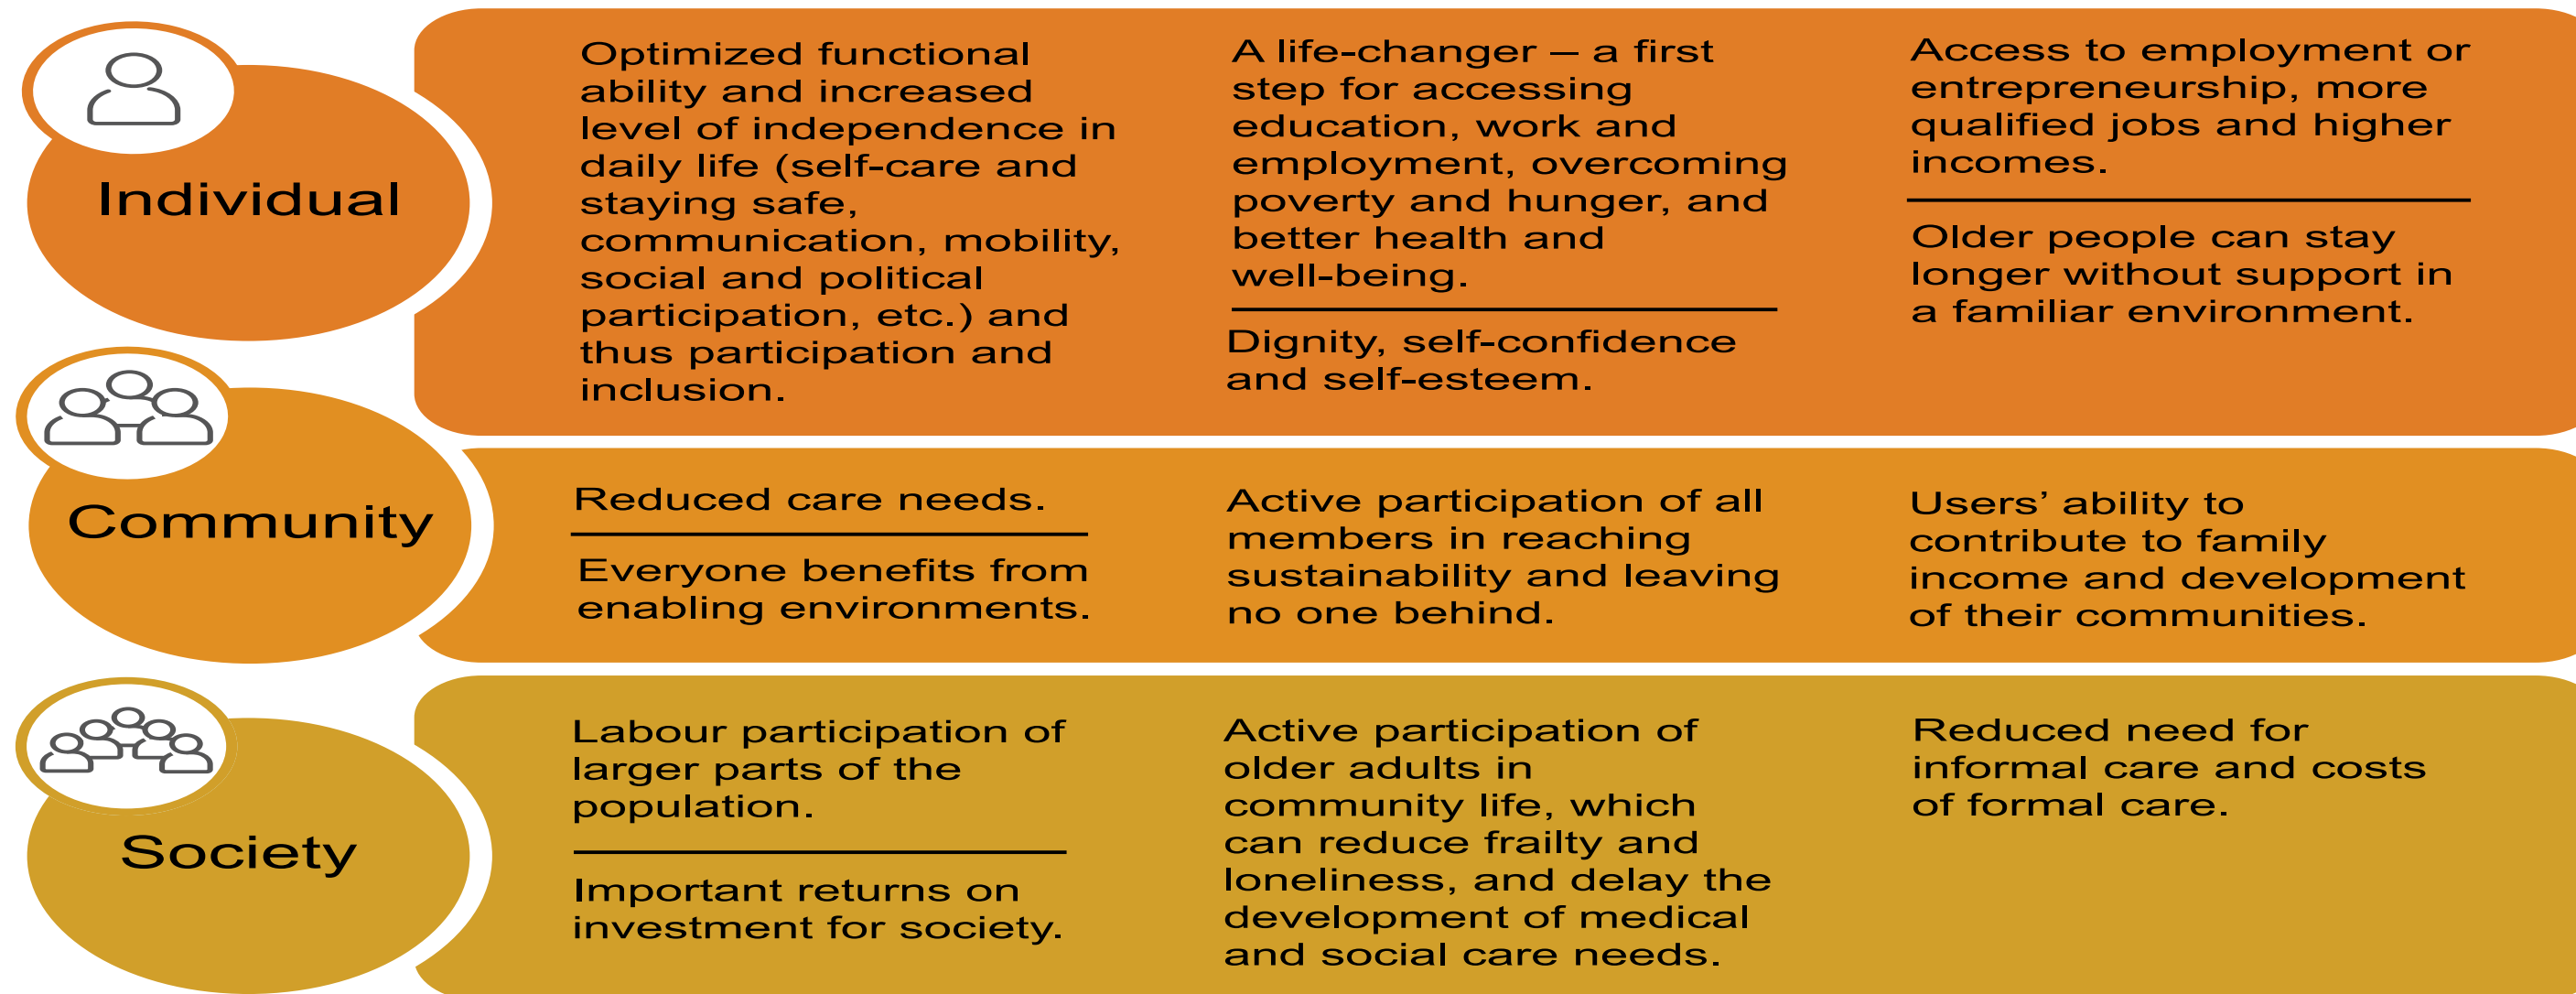 Individual
Optimized functional
ability and increased
level of independence in
daily life (self-care and
staying safe,
communication, mobility,
social and political
participation, etc.) and
thus participation and
inclusion.
A life-changer – a first
step for accessing
education, work and
employment, overcoming
poverty and hunger, and
better health and
well-being.
Dignity, self-confidence
and self-esteem.
Access to employment or
entrepreneurship, more
qualified jobs and higher
incomes.
Older people can stay
longer without support in
a familiar environment.
Community
Reduced care needs.
Everyone benefits from
enabling environments.
Active participation of all
members in reaching
sustainability and leaving
no one behind.
Users’ ability to
contribute to family
income and development
of their communities.
Society
Labour participation of
larger parts of the
population.
Important returns on
investment for society.
Active participation of
older adults in
community life, which
can reduce frailty and
loneliness, and delay the
development of medical
and social care needs.
Reduced need for
informal care and costs
of formal care.